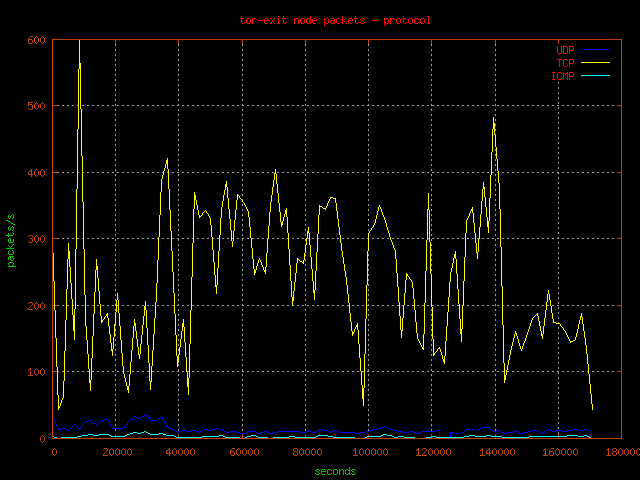 tor-exit node packets - protocol
UDP
TCP
ICMP
600
500
400
300
200
100
0
packets/s
0 20000 40000 60000 80000 100000 120000 140000 160000 180000
seconds